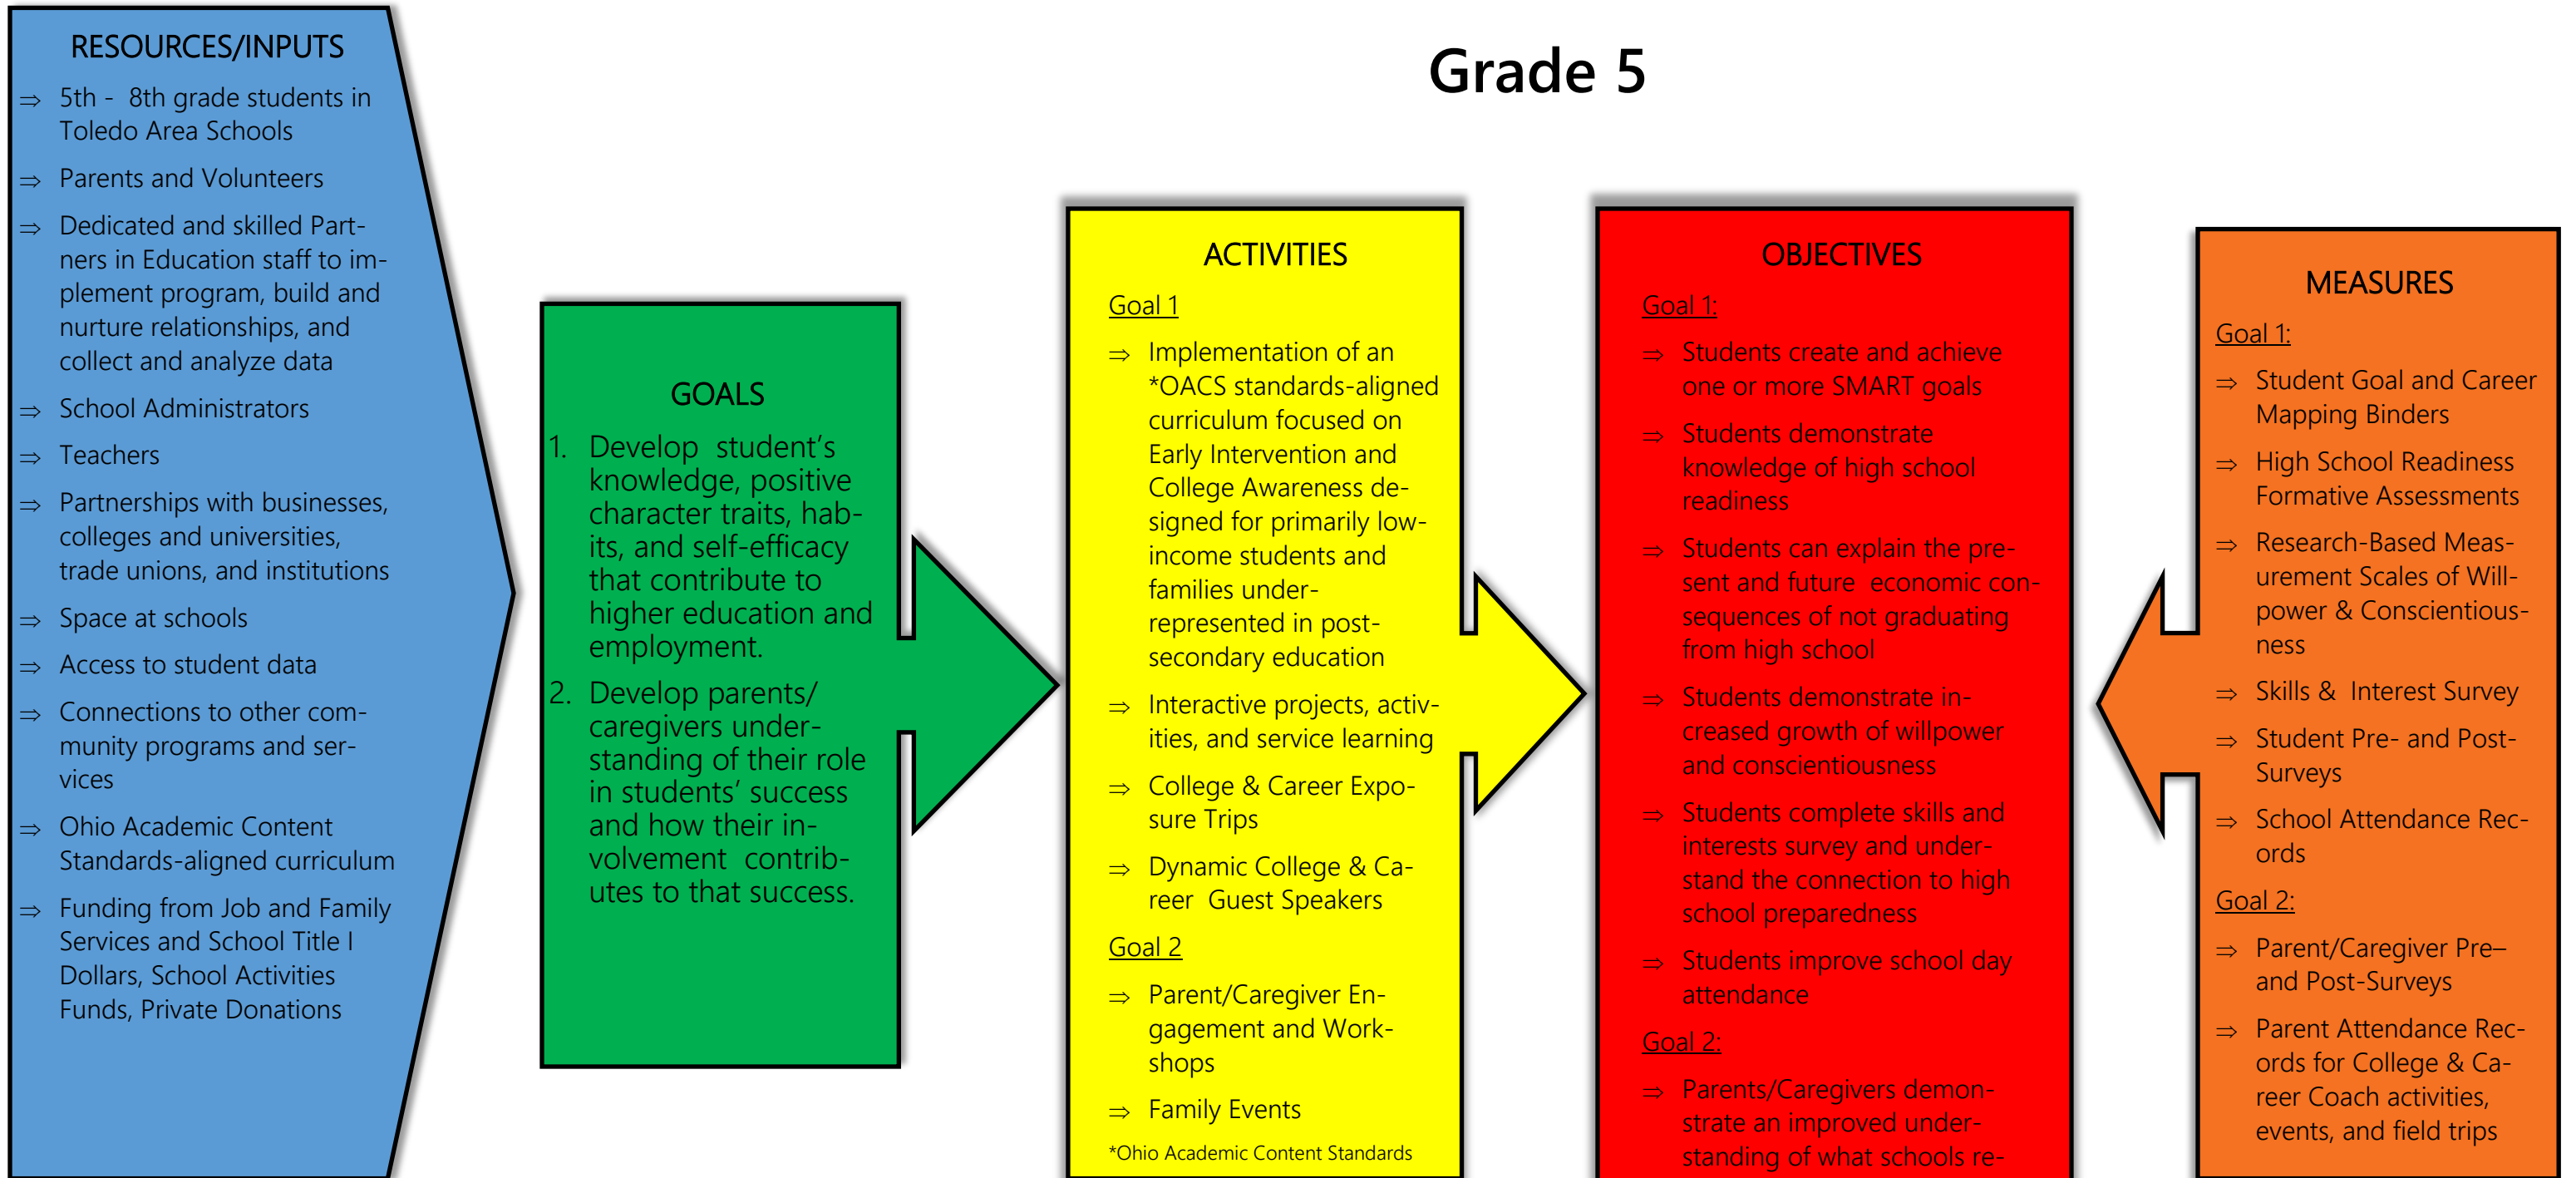 Grade 5
RESOURCES/INPUTS
⇒ 5th - 8th grade students in
Toledo Area Schools
⇒ Parents and Volunteers
⇒ Dedicated and skilled Part-
ners in Education staff to im-
plement program, build and
nurture relationships, and
collect and analyze data
⇒ School Administrators
⇒ Teachers
⇒ Partnerships with businesses,
colleges and universities,
trade unions, and institutions
⇒ Space at schools
⇒ Access to student data
⇒ Connections to other com-
munity programs and ser-
vices
⇒ Ohio Academic Content
Standards-aligned curriculum
⇒ Funding from Job and Family
Services and School Title I
Dollars, School Activities
Funds, Private Donations
GOALS
1. Develop student’s
knowledge, positive
character traits, hab-
its, and self-efficacy
that contribute to
higher education and
employment.
2. Develop parents/
caregivers under-
standing of their role
in students’ success
and how their in-
volvement contrib-
utes to that success.
ACTIVITIES
Goal 1
⇒ Implementation of an
*OACS standards-aligned
curriculum focused on
Early Intervention and
College Awareness de-
signed for primarily low-
income students and
families under-
represented in post-
secondary education
⇒ Interactive projects, activ-
ities, and service learning
⇒ College & Career Expo-
sure Trips
⇒ Dynamic College & Ca-
reer Guest Speakers
Goal 2
⇒ Parent/Caregiver En-
gagement and Work-
shops
⇒ Family Events
*Ohio Academic Content Standards
OBJECTIVES
Goal 1:
⇒ Students create and achieve
one or more SMART goals
⇒ Students demonstrate
knowledge of high school
readiness
⇒ Students can explain the pre-
sent and future economic con-
sequences of not graduating
from high school
⇒ Students demonstrate in-
creased growth of willpower
and conscientiousness
⇒ Students complete skills and
interests survey and under-
stand the connection to high
school preparedness
⇒ Students improve school day
attendance
Goal 2:
⇒ Parents/Caregivers demon-
strate an improved under-
standing of what schools re-
MEASURES
Goal 1:
⇒ Student Goal and Career
Mapping Binders
⇒ High School Readiness
Formative Assessments
⇒ Research-Based Meas-
urement Scales of Will-
power & Conscientious-
ness
⇒ Skills & Interest Survey
⇒ Student Pre- and Post-
Surveys
⇒ School Attendance Rec-
ords
Goal 2:
⇒ Parent/Caregiver Pre–
and Post-Surveys
⇒ Parent Attendance Rec-
ords for College & Ca-
reer Coach activities,
events, and field trips